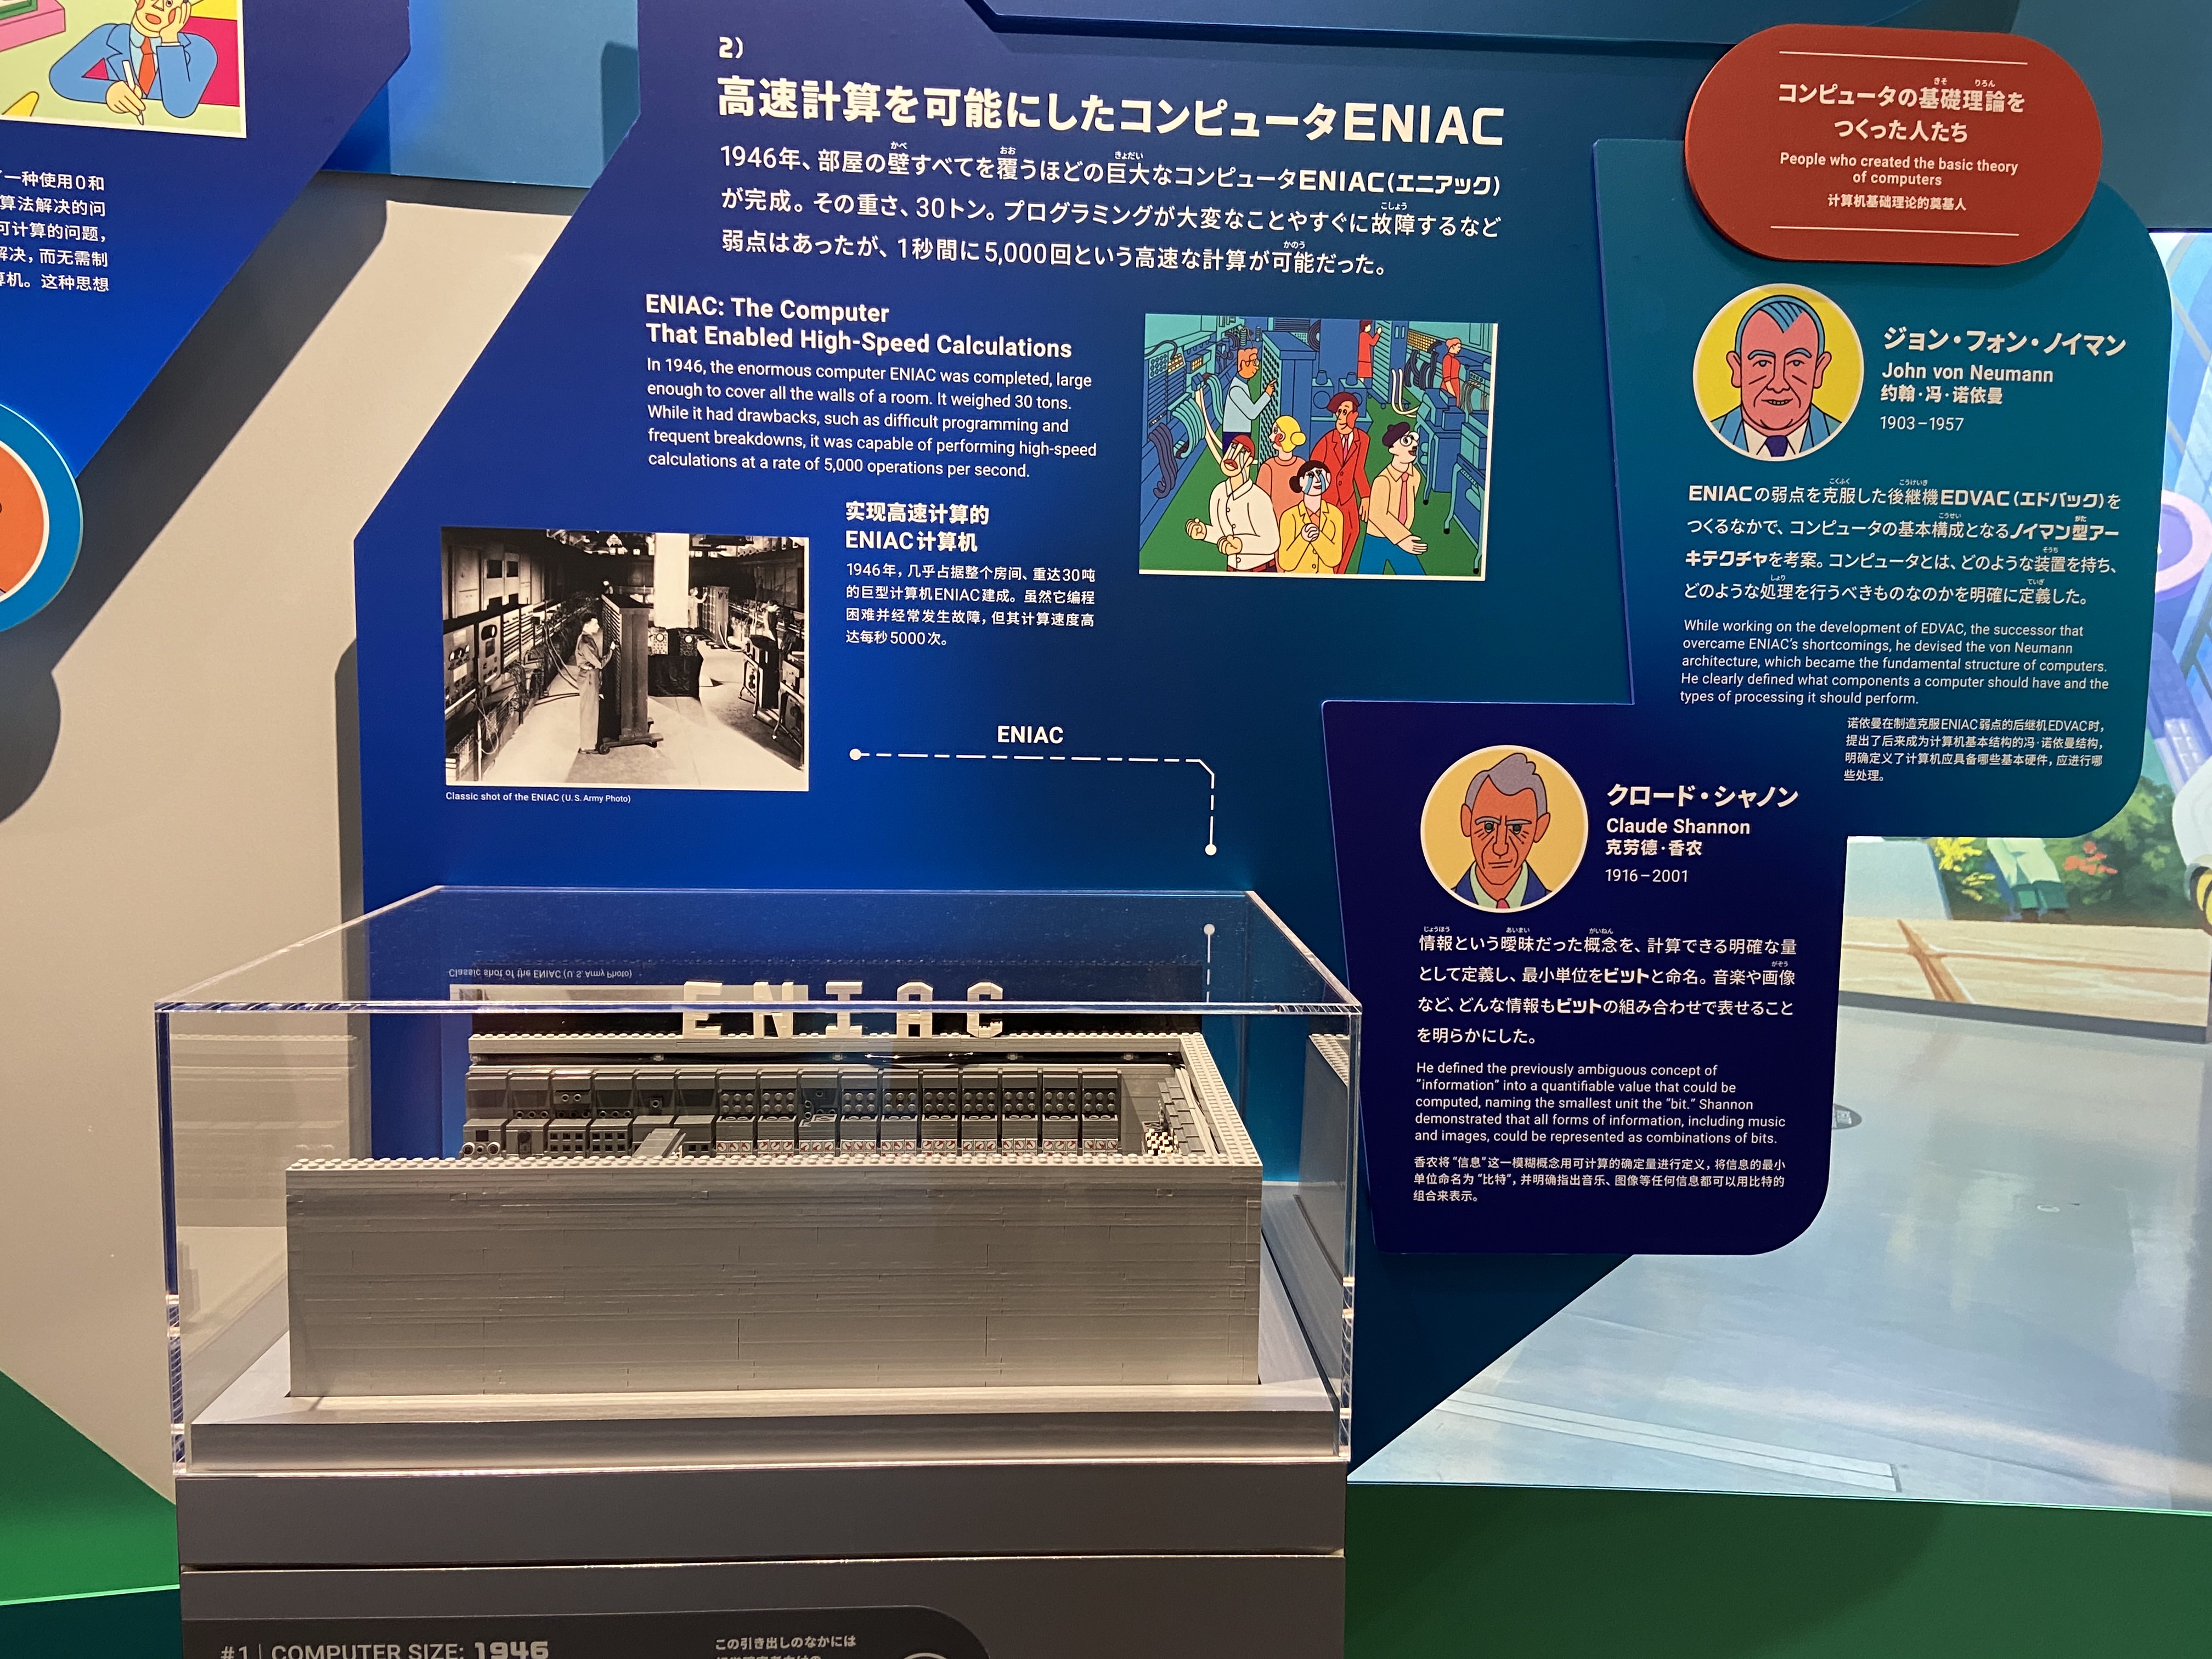 一种使用0和
算法解决的问
可计算的问题，
解决，而无需制
算机。这种思想
2)
高速計算を可能にしたコンピュータENIAC
1946年、部屋の壁すべてを覆うほどの巨大なコンピュータENIAC(エニアック)
が完成。その重さ、30トン。プログラミングが大変なことやすぐに故障するなど
弱点はあったが、1秒間に5,000回という高速な計算が可能だった。
ENIAC: The Computer
That Enabled High-Speed Calculations
In 1946, the enormous computer ENIAC was completed, large
enough to cover all the walls of a room. It weighed 30 tons.
While it had drawbacks, such as difficult programming and
frequent breakdowns, it was capable of performing high-speed
calculations at a rate of 5,000 operations per second.
实现高速计算的
ENIAC计算机
1946年，几乎占据整个房间、重达30吨
的巨型计算机ENIAC建成。虽然它编程
困难并经常发生故障，但其计算速度高
达每秒5000次。
Classic shot of the ENIAC (U. S. Army Photo)
ENIAC
コンピュータの基礎理論を
つくった人たち
People who created the basic theory
of computers
计算机基础理论的奠基人
ジョン・フォン・ノイマン
John von Neumann
约翰·冯·诺依曼
1903–1957
ENIACの弱点を克服した後継機EDVAC(エドバック)を
つくるなかで、コンピュータの基本構成となるノイマン型アー
キテクチャを考案。コンピュータとは、どのような装置を持ち、
どのような処理を行うべきものなのかを明確に定義した。
While working on the development of EDVAC, the successor that
overcame ENIAC's shortcomings, he devised the von Neumann
architecture, which became the fundamental structure of computers.
He clearly defined what components a computer should have and the
types of processing it should perform.
诺依曼在制造克服ENIAC弱点的后继机EDVAC时，
提出了后来成为计算机基本结构的冯·诺依曼结构，
明确定义了计算机应具备哪些基本硬件，应进行哪
些处理。
クロード・シャノン
Claude Shannon
克劳德·香农
1916–2001
情報という曖昧だった概念を、計算できる明確な量
として定義し、最小単位をビットと命名。音楽や画像
など、どんな情報もビットの組み合わせで表せること
を明らかにした。
He defined the previously ambiguous concept of
"information" into a quantifiable value that could be
computed, naming the smallest unit the "bit." Shannon
demonstrated that all forms of information, including music
and images, could be represented as combinations of bits.
香农将“信息”这一模糊概念用可计算的确定量进行定义，将信息的最小
单位命名为“比特”，并明确指出音乐、图像等任何信息都可以用比特的
组合来表示。
ENIAC
#1 | COMPUTER SIZE: 1946
この引き出しのなかには